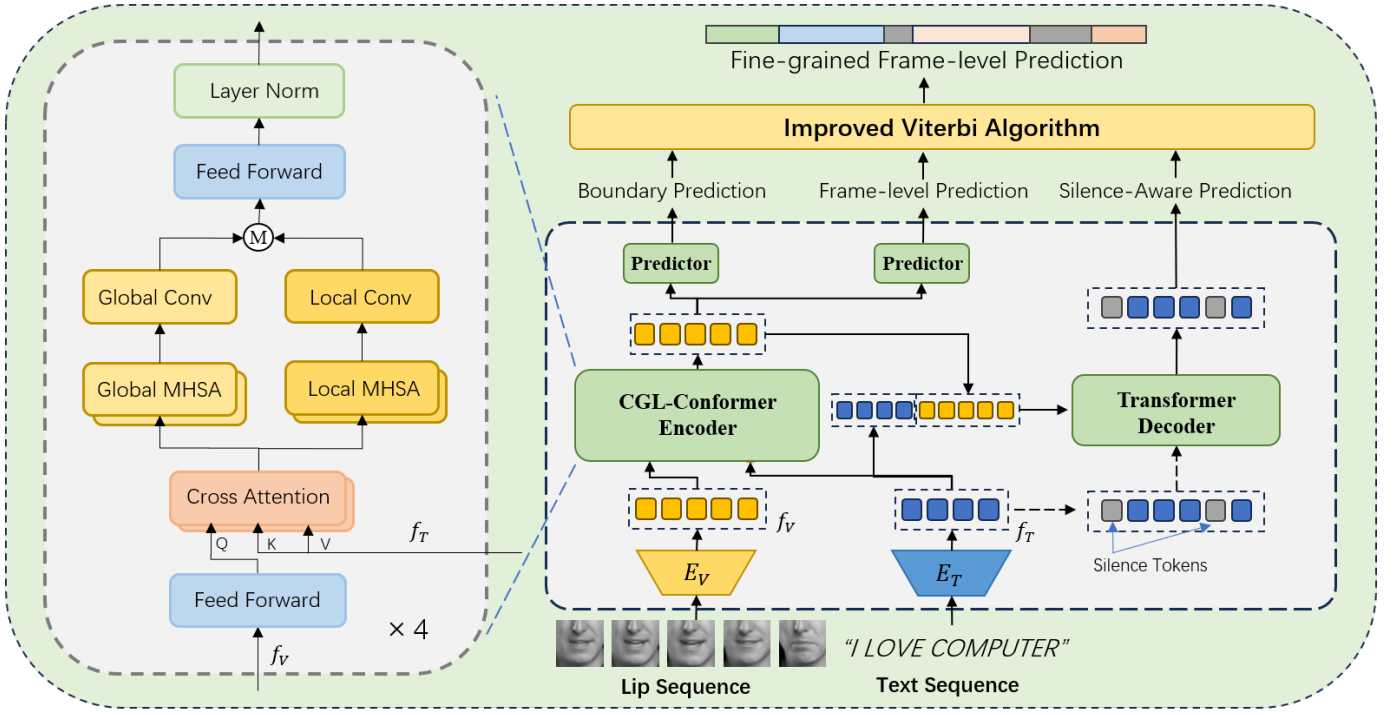 Layer Norm
Feed Forward
M
Global Conv
Local Conv
Global MHSA
Local MHSA
Cross Attention
Q
K
V
f_T
Feed Forward
× 4
f_V
Fine-grained Frame-level Prediction
Improved Viterbi Algorithm
Boundary Prediction
Frame-level Prediction
Silence-Aware Prediction
Predictor
Predictor
CGL-Conformer
Encoder
Transformer
Decoder
f_V
f_T
E_V
E_T
Silence Tokens
“I LOVE COMPUTER”
Lip Sequence
Text Sequence